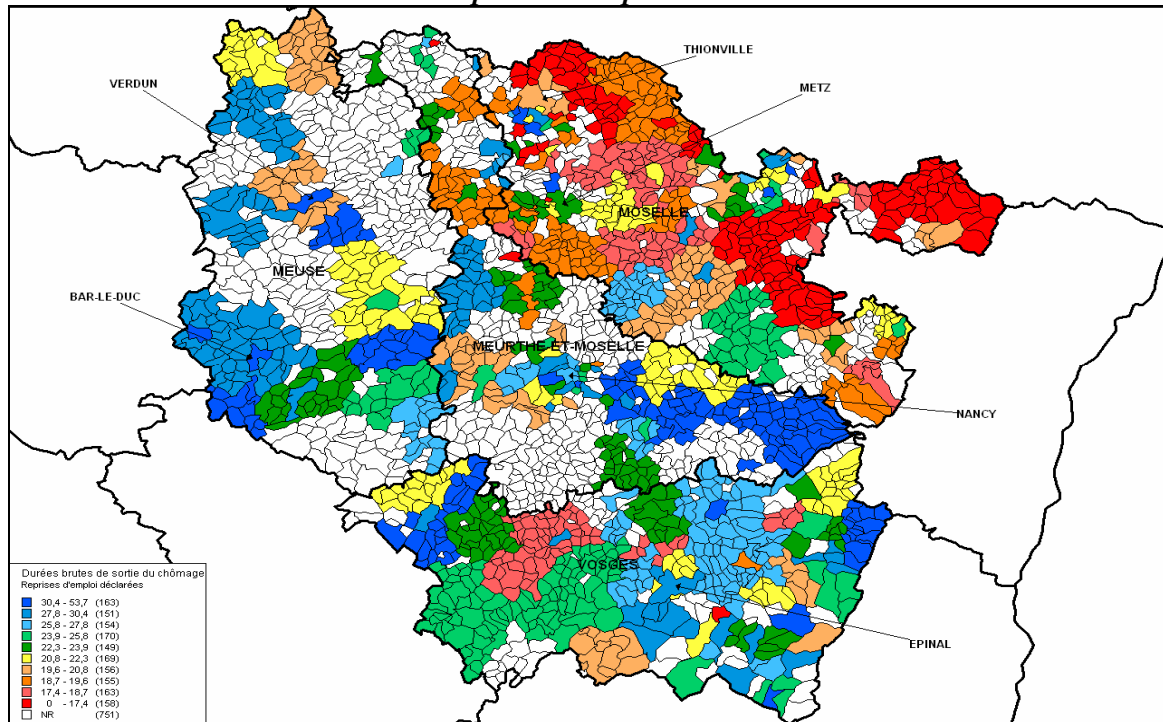 THIONVILLE
VERDUN
METZ
MOSELLE
MEUSE
BAR-LE-DUC
MEURTHE-ET-MOSELLE
NANCY
VOSGES
EPINAL
Durées brutes de sortie du chômage
Reprises d'emploi déclarées
30,4 - 53,7 (163)
27,8 - 30,4 (151)
25,8 - 27,8 (154)
23,9 - 25,8 (170)
22,3 - 23,9 (149)
20,8 - 22,3 (169)
19,6 - 20,8 (156)
18,7 - 19,6 (155)
17,4 - 18,7 (163)
0 - 17,4 (158)
NR (751)